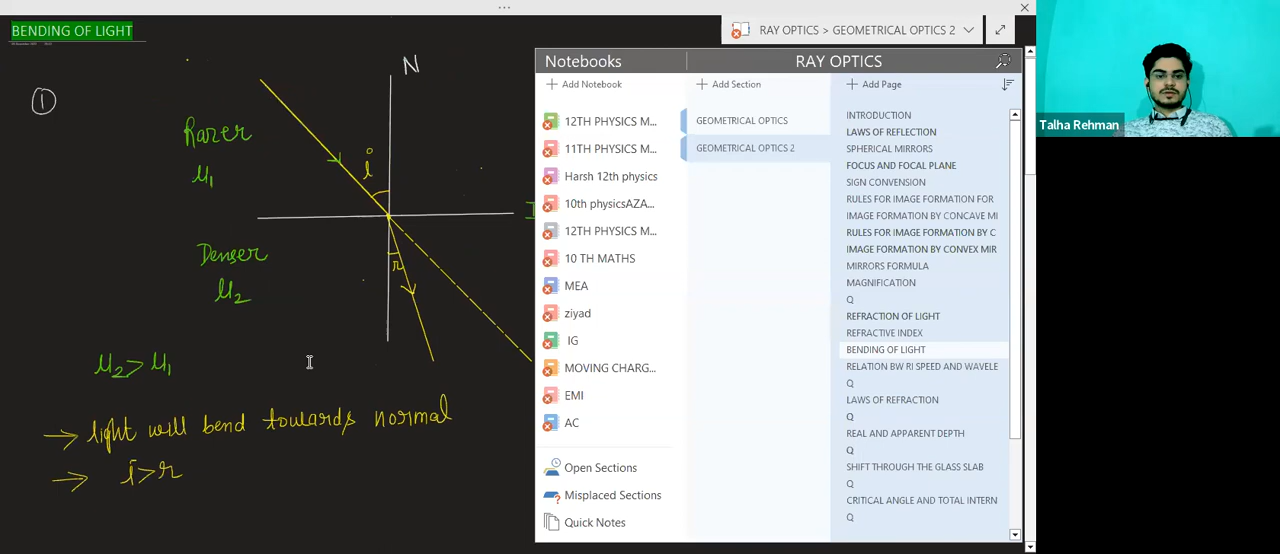 BENDING OF LIGHT
RAY OPTICS > GEOMETRICAL OPTICS 2
Talha Rehman
①
N
Rarer
μ1
i
Denser
μ2
r
μ2 > μ1
→ light will bend towards normal
→ i > r
Notebooks
Add Notebook
12TH PHYSICS M...
11TH PHYSICS M...
Harsh 12th physics
10th physicsAZA...
12TH PHYSICS M...
10 TH MATHS
MEA
ziyad
IG
MOVING CHARG...
EMI
AC
Open Sections
Misplaced Sections
Quick Notes
RAY OPTICS
Add Section
GEOMETRICAL OPTICS
GEOMETRICAL OPTICS 2
Add Page
INTRODUCTION
LAWS OF REFLECTION
SPHERICAL MIRRORS
FOCUS AND FOCAL PLANE
SIGN CONVENSION
RULES FOR IMAGE FORMATION FOR
IMAGE FORMATION BY CONCAVE MI
RULES FOR IMAGE FORMATION BY C
IMAGE FORMATION BY CONVEX MIR
MIRRORS FORMULA
MAGNIFICATION
Q
REFRACTION OF LIGHT
REFRACTIVE INDEX
BENDING OF LIGHT
RELATION BW RI SPEED AND WAVELE
Q
LAWS OF REFRACTION
Q
REAL AND APPARENT DEPTH
Q
SHIFT THROUGH THE GLASS SLAB
Q
CRITICAL ANGLE AND TOTAL INTERN
Q